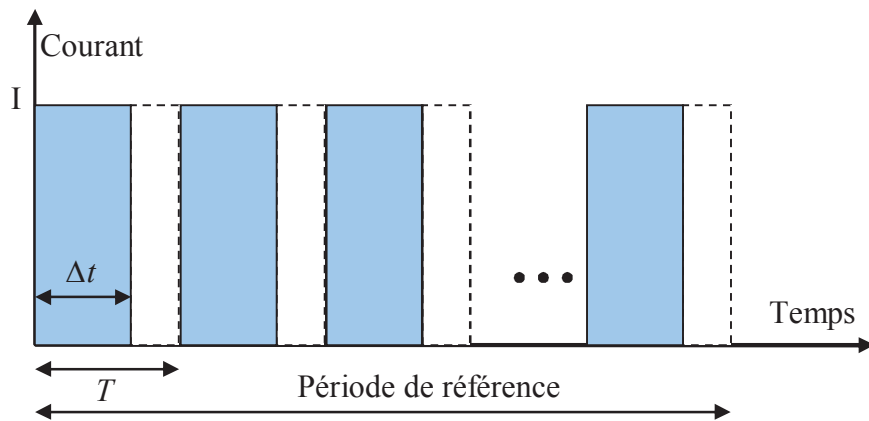 Courant
I
Δt
Temps
T
Période de référence